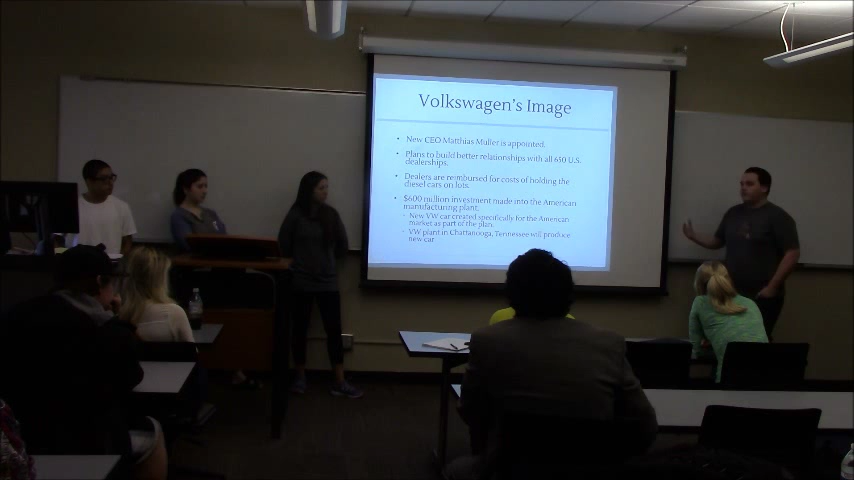 Volkswagen's Image
• New CEO Matthias Muller is appointed.
• Plans to build better relationships with all 650 U.S.
dealerships.
• Dealers are reimbursed for costs of holding the
diesel cars on lots.
• $600 million investment made into the American
manufacturing plant.
- New VW car created specifically for the American
market as part of the plan.
- VW plant in Chattanooga, Tennessee will produce
new car